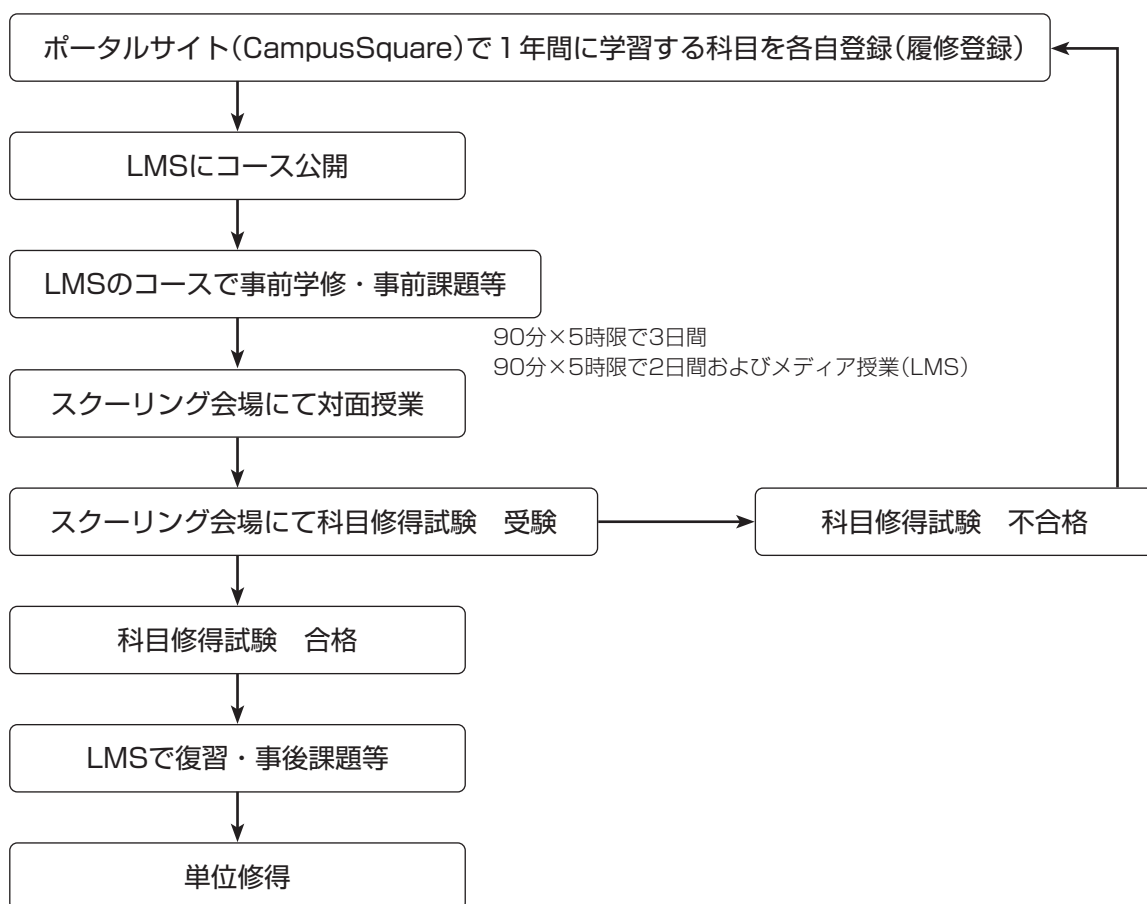 ポータルサイト(CampusSquare)で1年間に学習する科目を各自登録(履修登録)
LMSにコース公開
LMSのコースで事前学修・事前課題等
90分×5時限で3日間
90分×5時限で2日間およびメディア授業(LMS)
スクーリング会場にて対面授業
スクーリング会場にて科目修得試験　受験
科目修得試験　不合格
科目修得試験　合格
LMSで復習・事後課題等
単位修得